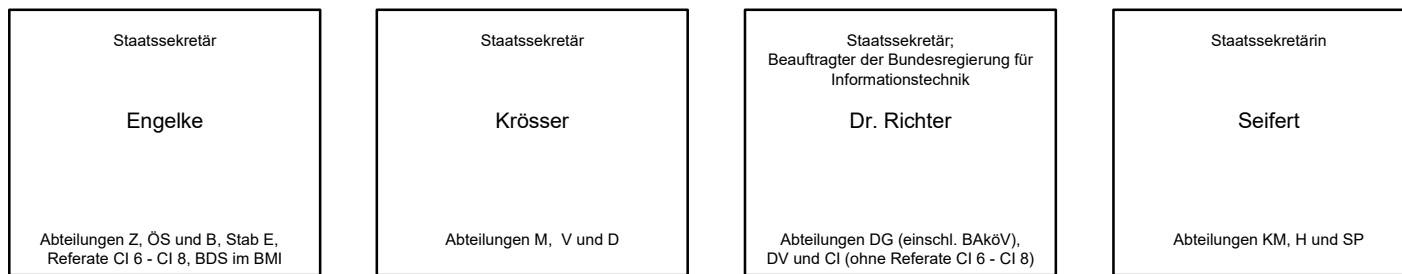 Staatssekretär
Engelke
Abteilungen Z, ÖS und B, Stab E,
Referate CI 6 - CI 8, BDS im BMI
Staatssekretär
Krösser
Abteilungen M, V und D
Staatssekretär;
Beauftragter der Bundesregierung für
Informationstechnik
Dr. Richter
Abteilungen DG (einschl. BAköV),
DV und CI (ohne Referate CI 6 - CI 8)
Staatssekretärin
Seifert
Abteilungen KM, H und SP